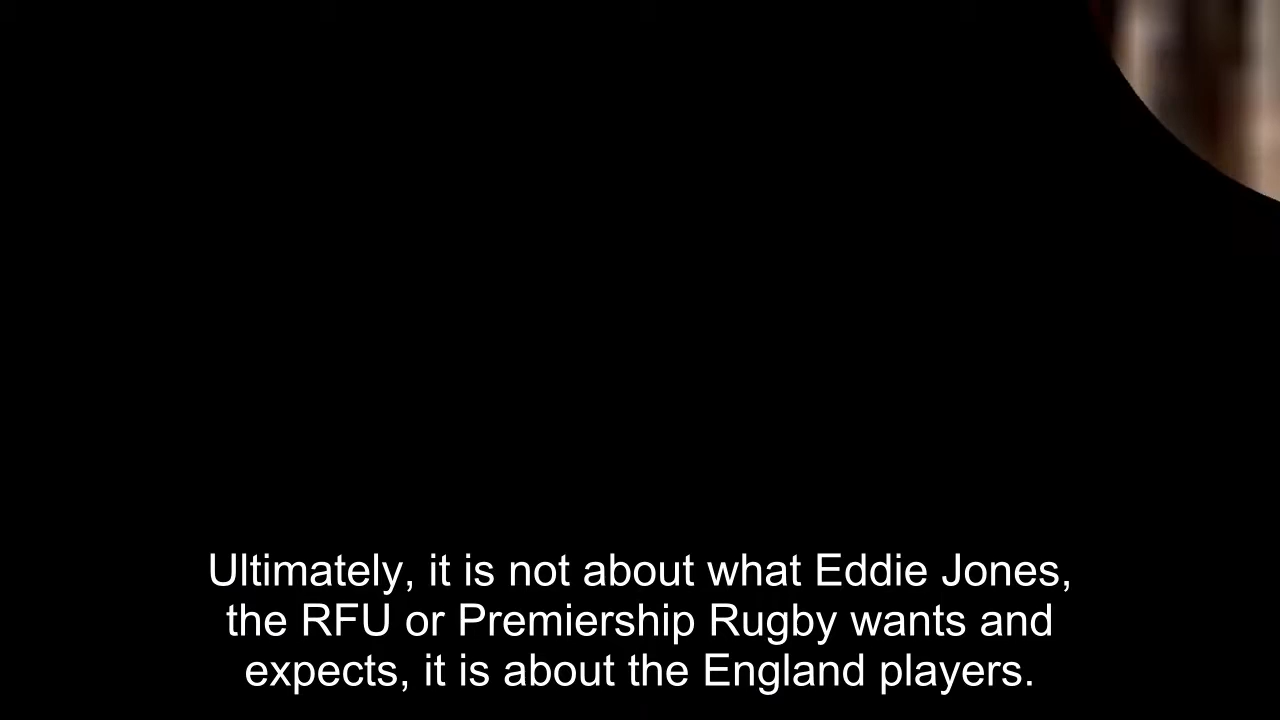 Ultimately, it is not about what Eddie Jones,
the RFU or Premiership Rugby wants and
expects, it is about the England players.